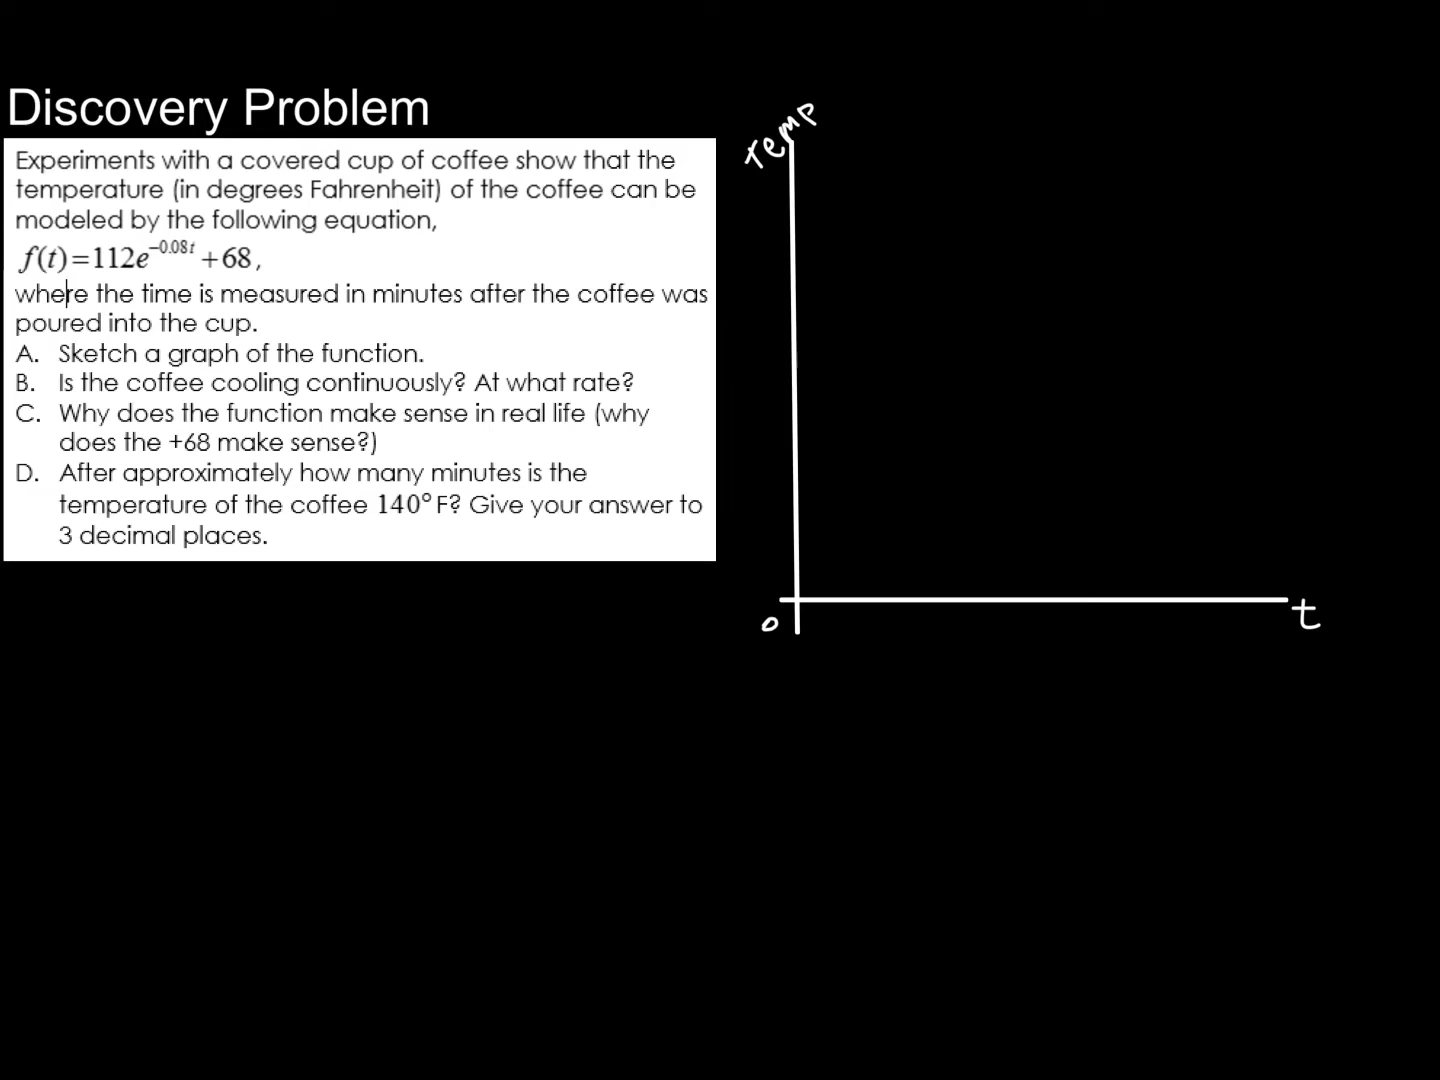 Discovery Problem
Experiments with a covered cup of coffee show that the
temperature (in degrees Fahrenheit) of the coffee can be
modeled by the following equation,
f(t)=112e^{-0.08t}+68,
where the time is measured in minutes after the coffee was
poured into the cup.
A. Sketch a graph of the function.
B. Is the coffee cooling continuously? At what rate?
C. Why does the function make sense in real life (why
does the +68 make sense?)
D. After approximately how many minutes is the
temperature of the coffee 140° F? Give your answer to
3 decimal places.
Temp
0
t